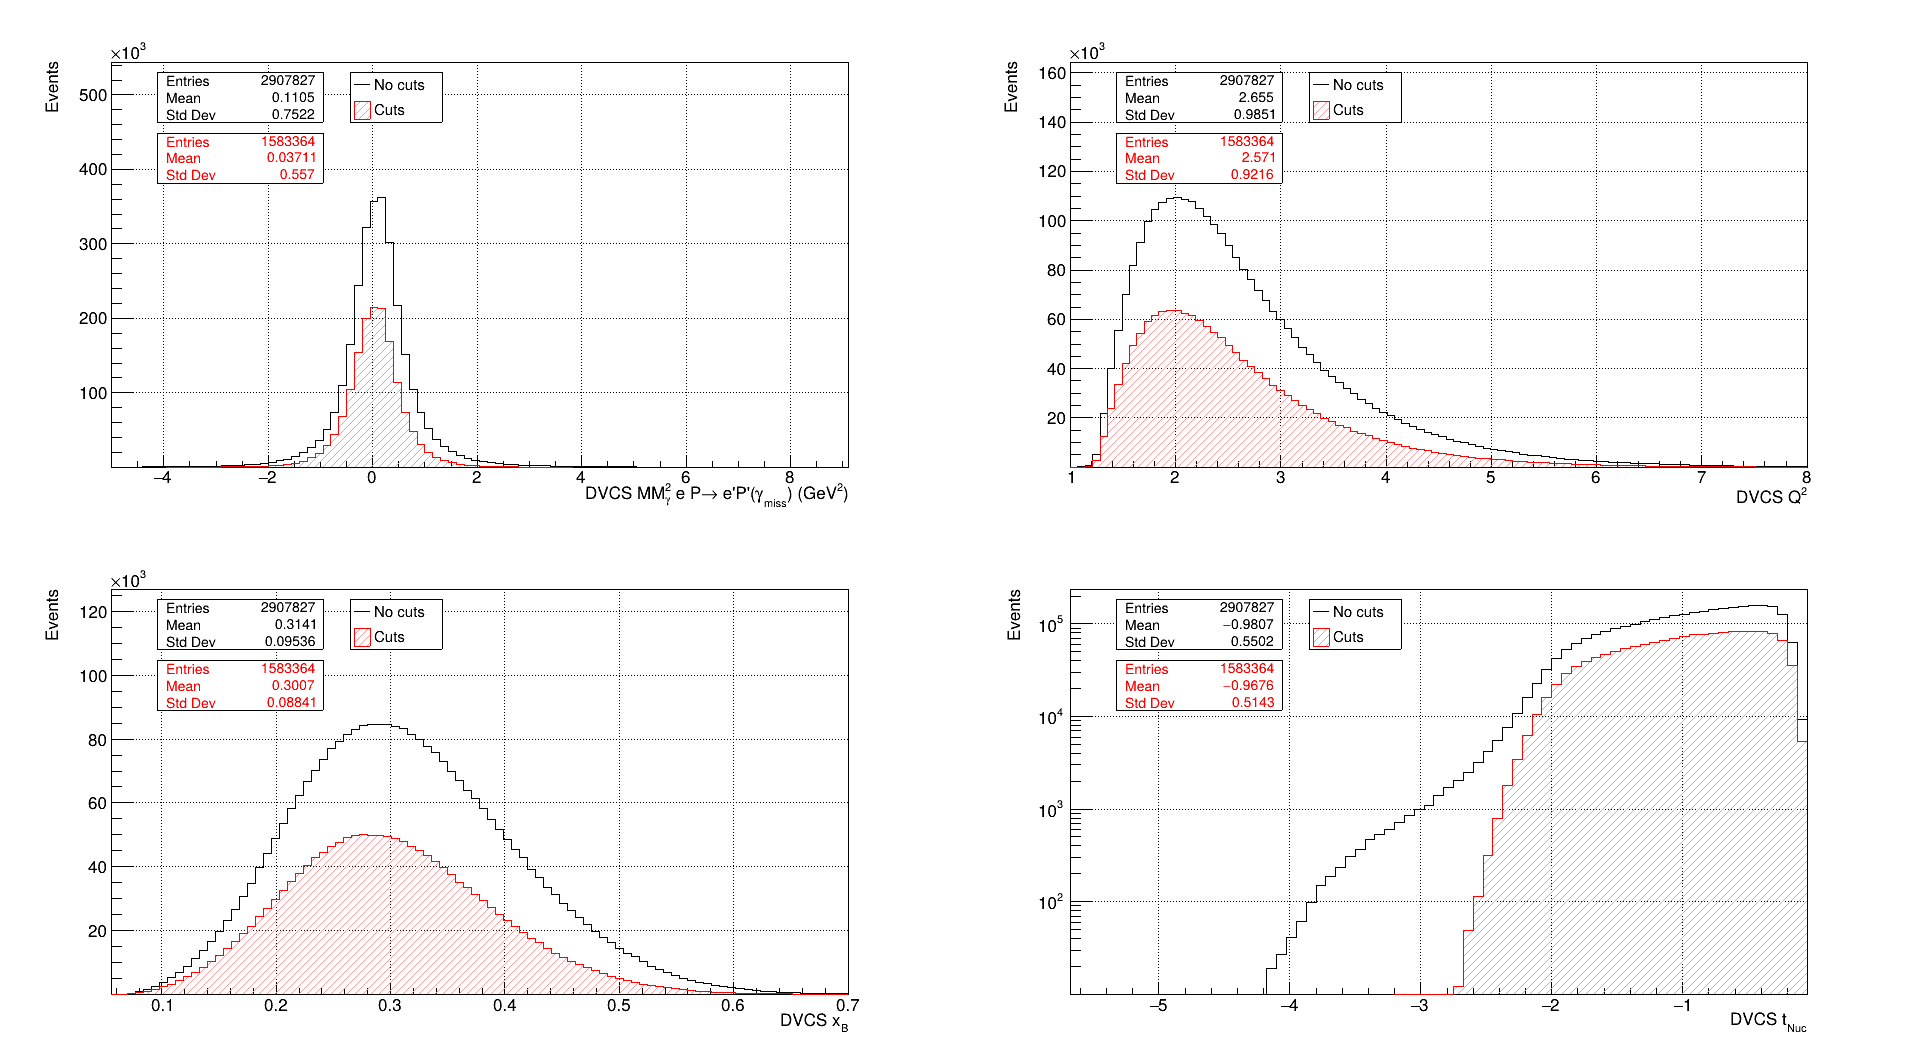 ×10³
Events
Entries 2907827
Mean 0.1105
Std Dev 0.7522
Entries 1583364
Mean 0.03711
Std Dev 0.557
No cuts
Cuts
500
400
300
200
100
−4 −2 0 2 4 6 8
DVCS MM²γ e P→ e'P'(γmiss) (GeV²)
×10³
Events
Entries 2907827
Mean 2.655
Std Dev 0.9851
Entries 1583364
Mean 2.571
Std Dev 0.9216
No cuts
Cuts
160
140
120
100
80
60
40
20
1 2 3 4 5 6 7 8
DVCS Q²
×10³
Events
Entries 2907827
Mean 0.3141
Std Dev 0.09536
Entries 1583364
Mean 0.3007
Std Dev 0.08841
No cuts
Cuts
120
100
80
60
40
20
0.1 0.2 0.3 0.4 0.5 0.6 0.7
DVCS xB
Events
Entries 2907827
Mean −0.9807
Std Dev 0.5502
Entries 1583364
Mean −0.9676
Std Dev 0.5143
No cuts
Cuts
10⁵
10⁴
10³
10²
−5 −4 −3 −2 −1
DVCS tNuc